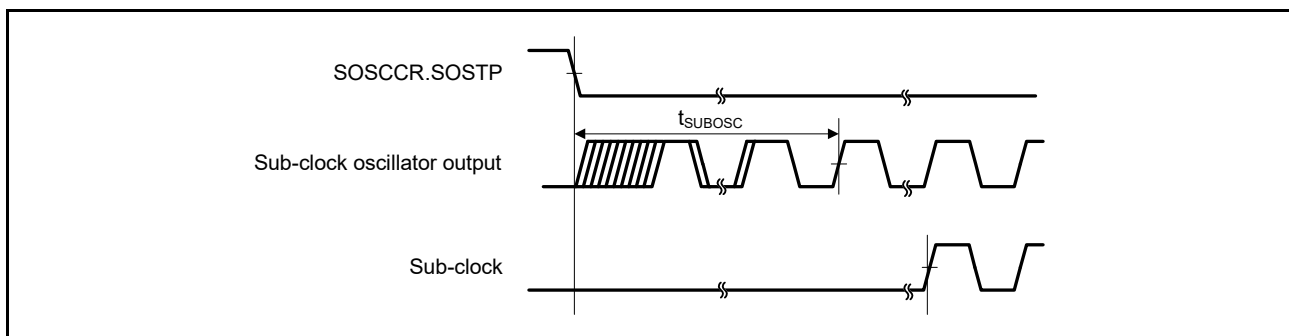 SOSCCR.SOSTP
tSUBOSC
Sub-clock oscillator output
Sub-clock